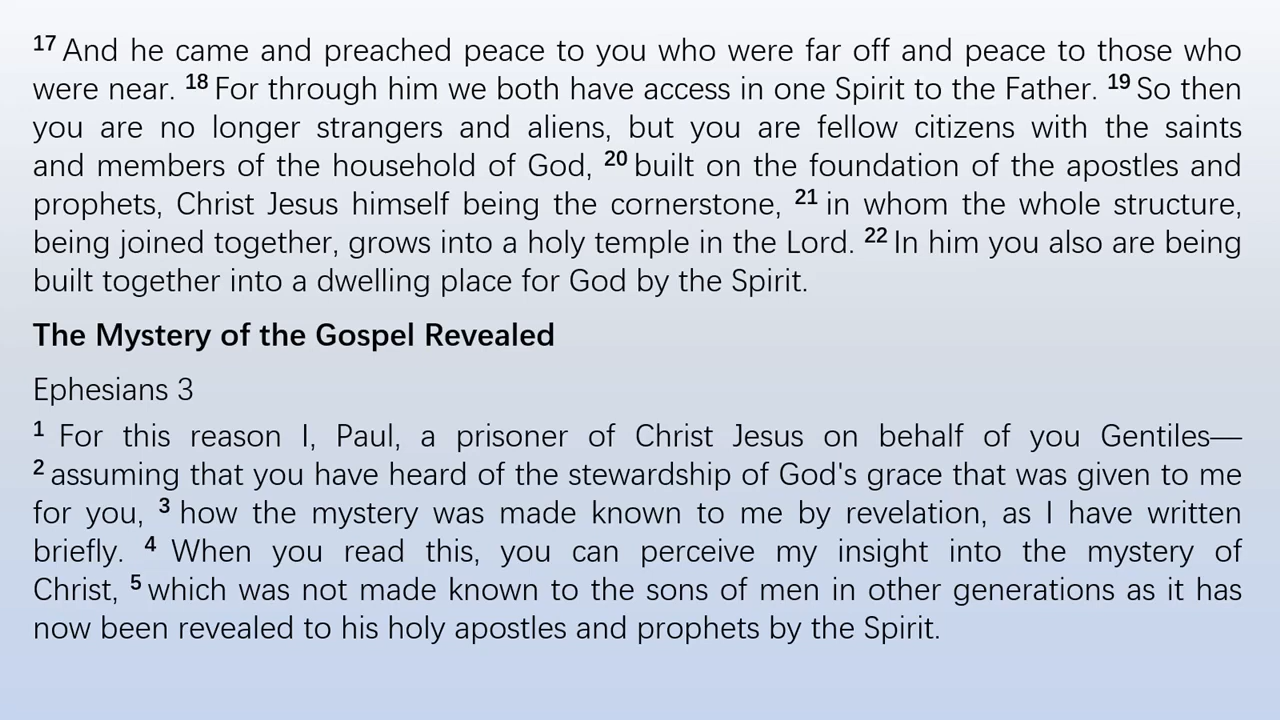 17 And he came and preached peace to you who were far off and peace to those who
were near. 18 For through him we both have access in one Spirit to the Father. 19 So then
you are no longer strangers and aliens, but you are fellow citizens with the saints
and members of the household of God, 20 built on the foundation of the apostles and
prophets, Christ Jesus himself being the cornerstone, 21 in whom the whole structure,
being joined together, grows into a holy temple in the Lord. 22 In him you also are being
built together into a dwelling place for God by the Spirit.
The Mystery of the Gospel Revealed
Ephesians 3
1 For this reason I, Paul, a prisoner of Christ Jesus on behalf of you Gentiles—
2 assuming that you have heard of the stewardship of God's grace that was given to me
for you, 3 how the mystery was made known to me by revelation, as I have written
briefly. 4 When you read this, you can perceive my insight into the mystery of
Christ, 5 which was not made known to the sons of men in other generations as it has
now been revealed to his holy apostles and prophets by the Spirit.